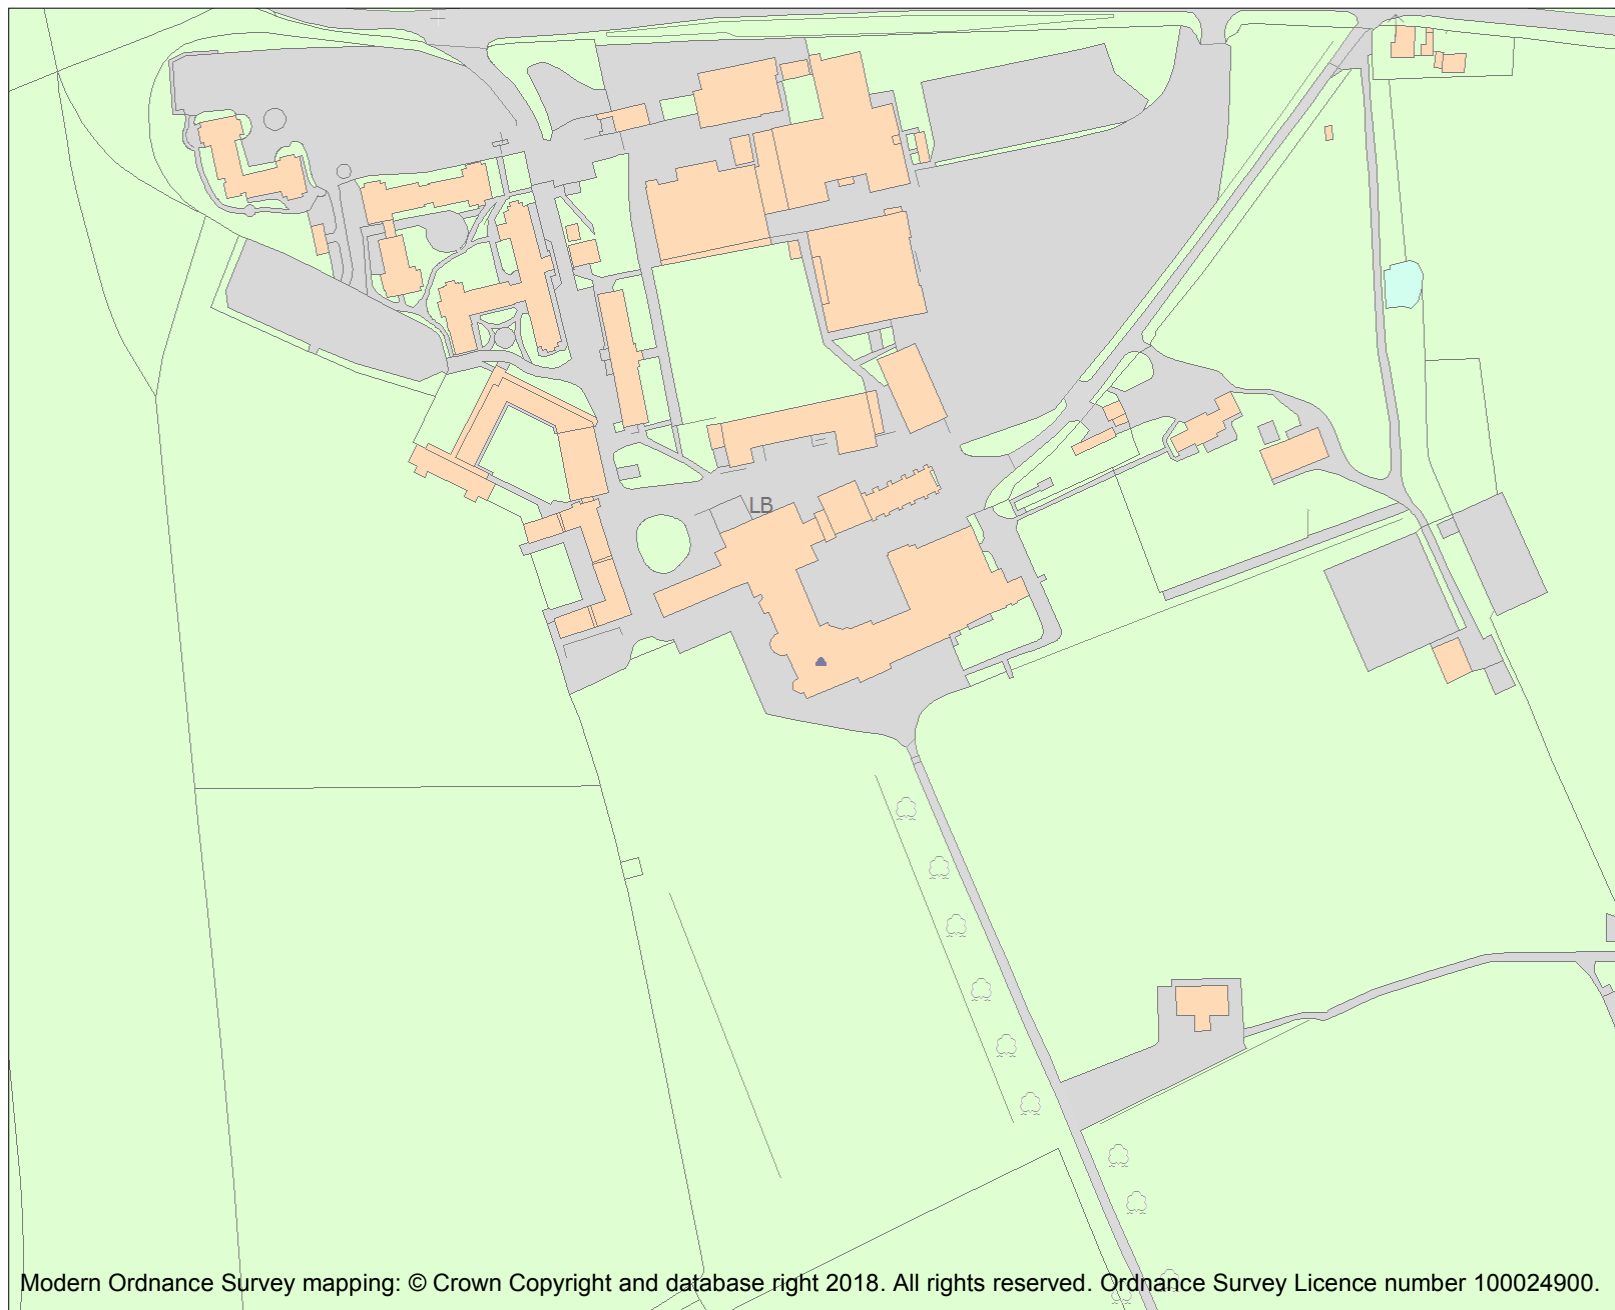 LB
Modern Ordnance Survey mapping: © Crown Copyright and database right 2018. All rights reserved. Ordnance Survey Licence number 100024900.